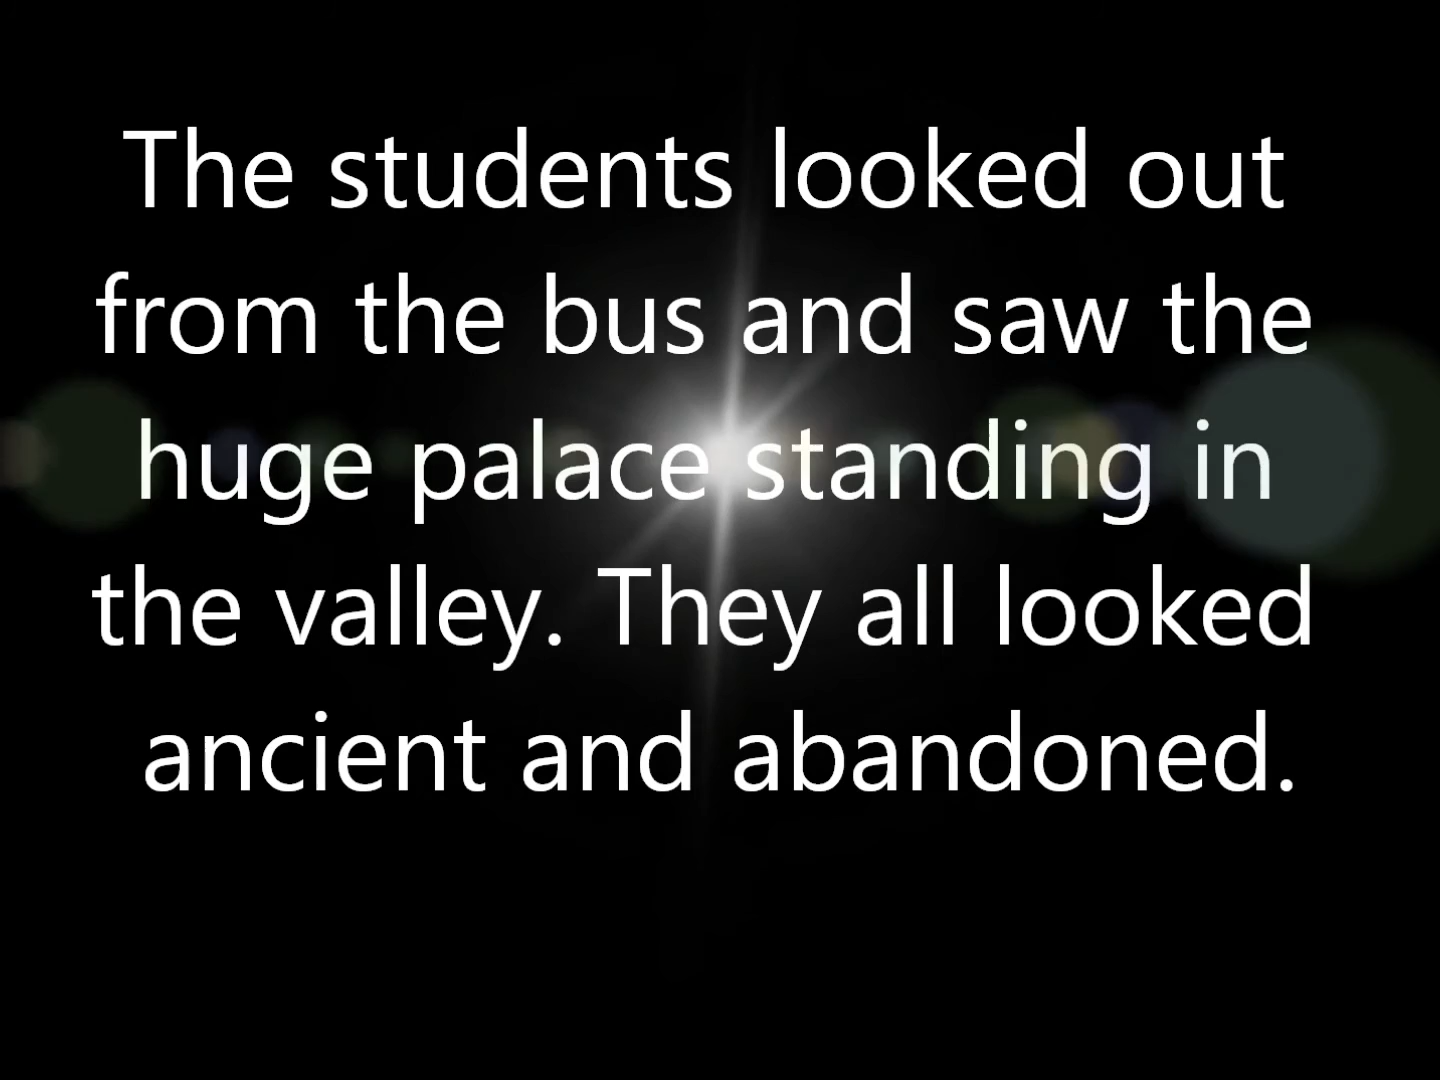 The students looked out
from the bus and saw the
huge palace standing in
the valley. They all looked
ancient and abandoned.